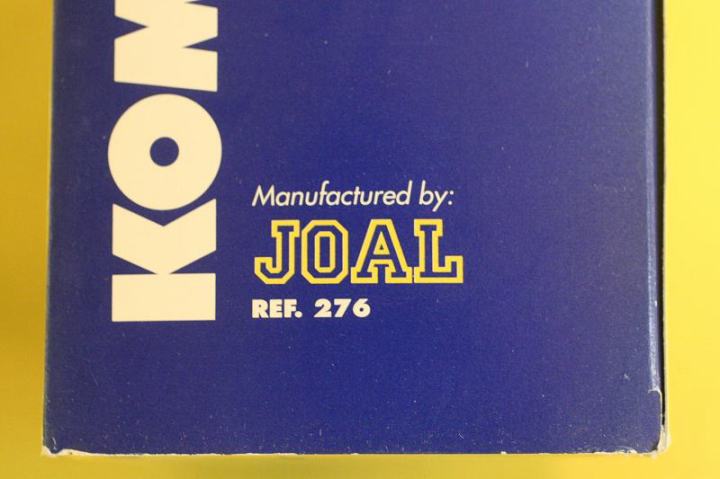 KOM
Manufactured by:
JOAL
REF. 276